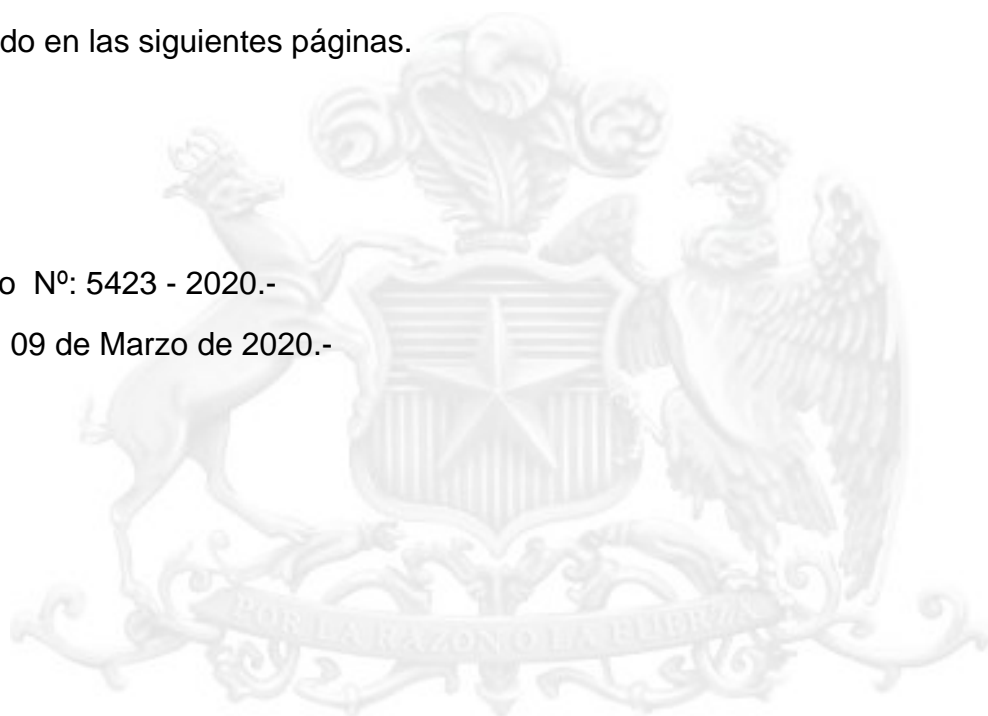 do en las siguientes páginas.
o Nº: 5423 - 2020.-
09 de Marzo de 2020.-
POR LA RAZON O LA FUERZA